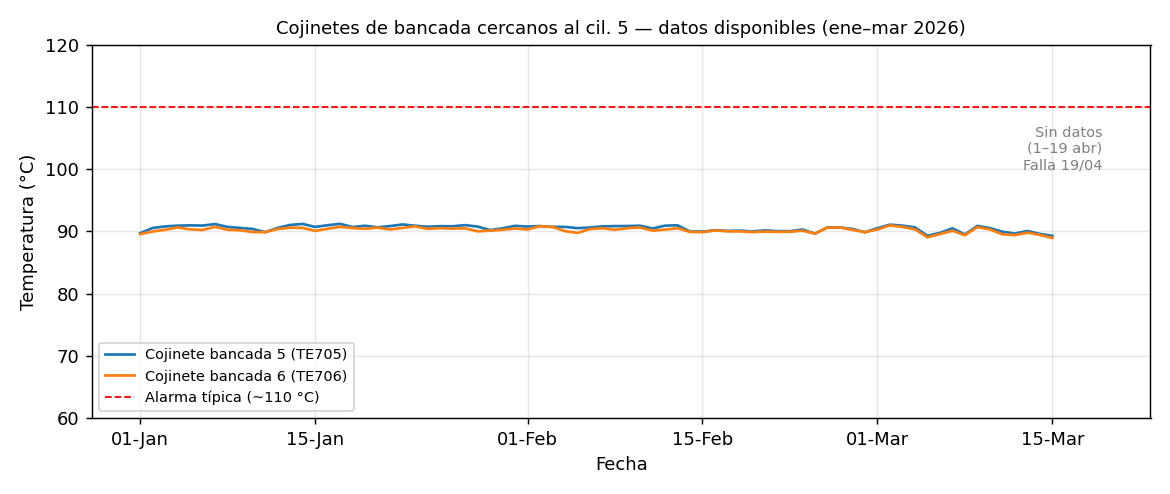 Cojinetes de bancada cercanos al cil. 5 — datos disponibles (ene–mar 2026)
Temperatura (°C)
120
110
100
90
80
70
60
Sin datos
(1–19 abr)
Falla 19/04
Cojinete bancada 5 (TE705)
Cojinete bancada 6 (TE706)
Alarma típica (~110 °C)
01-Jan
15-Jan
01-Feb
15-Feb
01-Mar
15-Mar
Fecha